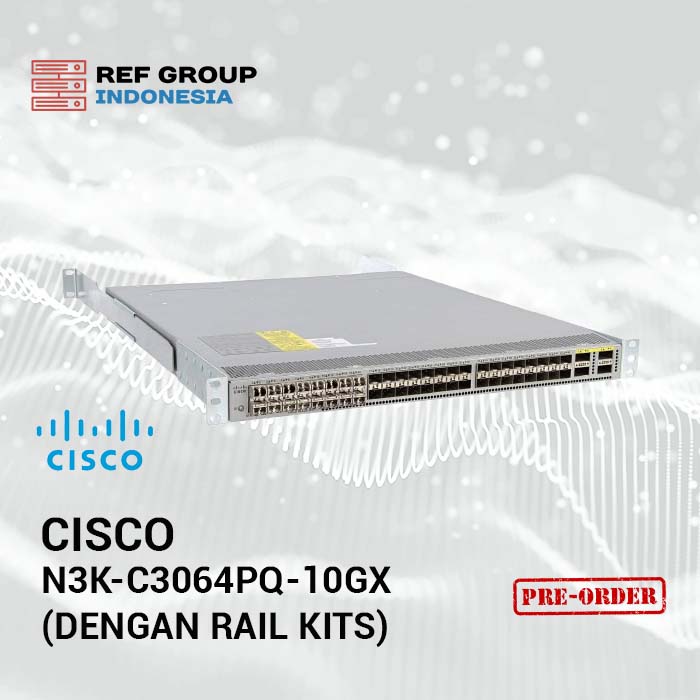 REF GROUP
INDONESIA
CISCO
CISCO
N3K-C3064PQ-10GX
(DENGAN RAIL KITS)
PRE-ORDER